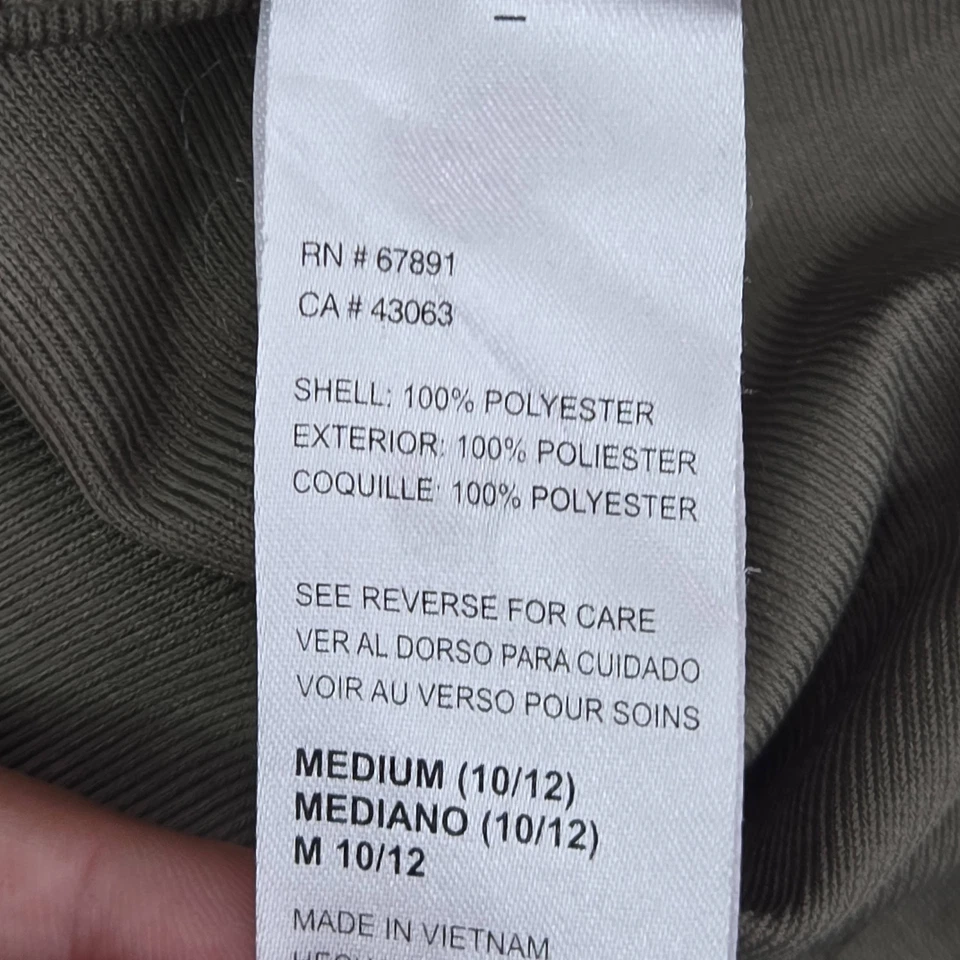 RN # 67891
CA # 43063
SHELL: 100% POLYESTER
EXTERIOR: 100% POLIESTER
COQUILLE: 100% POLYESTER
SEE REVERSE FOR CARE
VER AL DORSO PARA CUIDADO
VOIR AU VERSO POUR SOINS
MEDIUM (10/12)
MEDIANO (10/12)
M 10/12
MADE IN VIETNAM